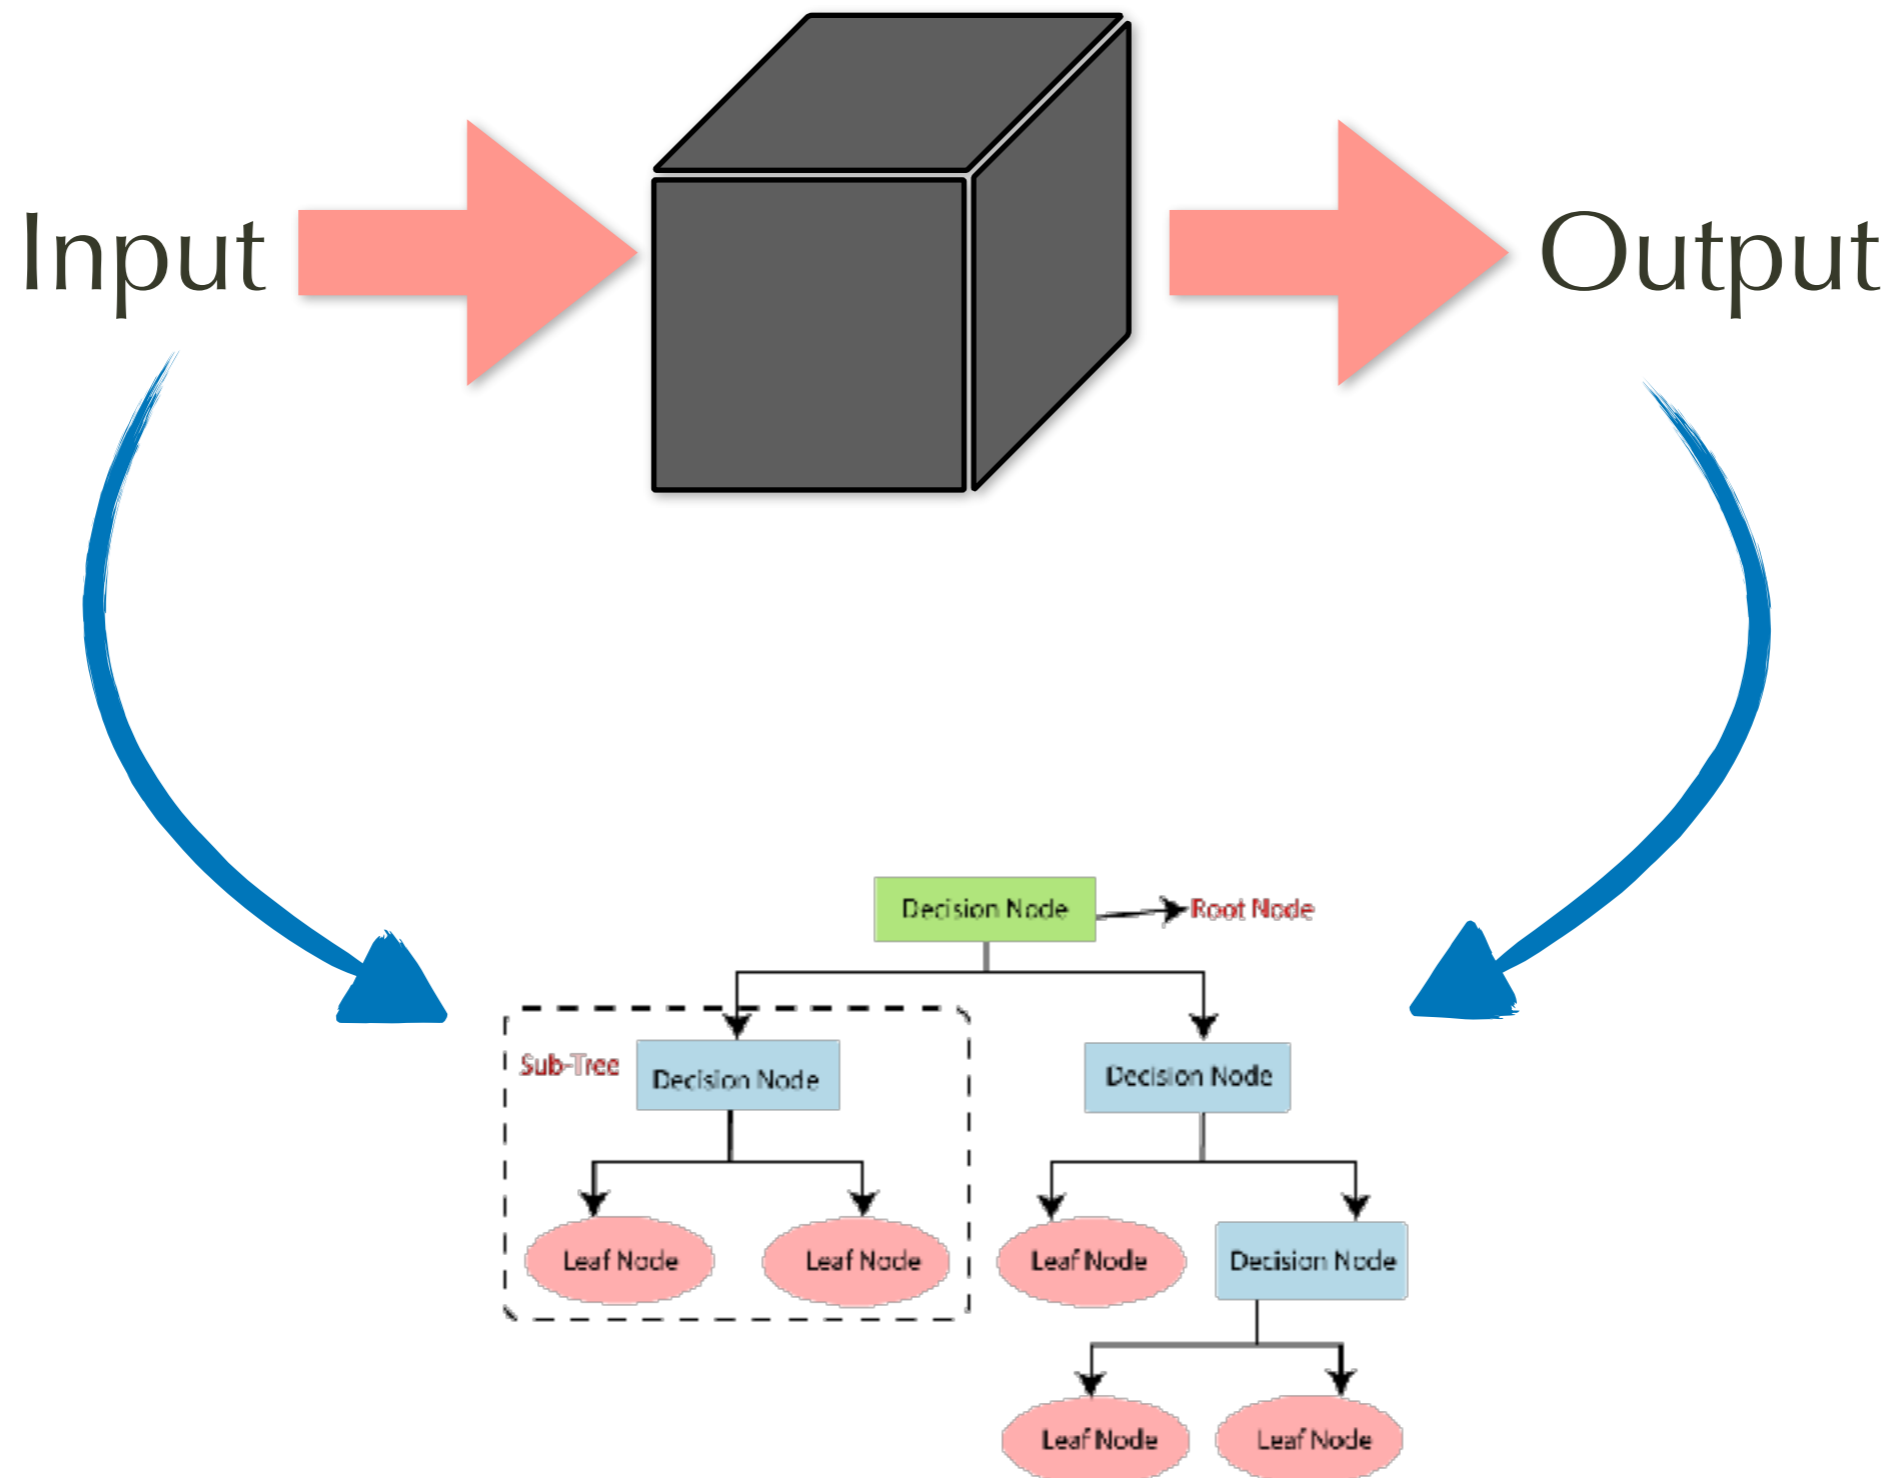 Input
Output
Decision Node
Root Node
Sub-Tree
Decision Node
Decision Node
Leaf Node
Leaf Node
Leaf Node
Decision Node
Leaf Node
Leaf Node